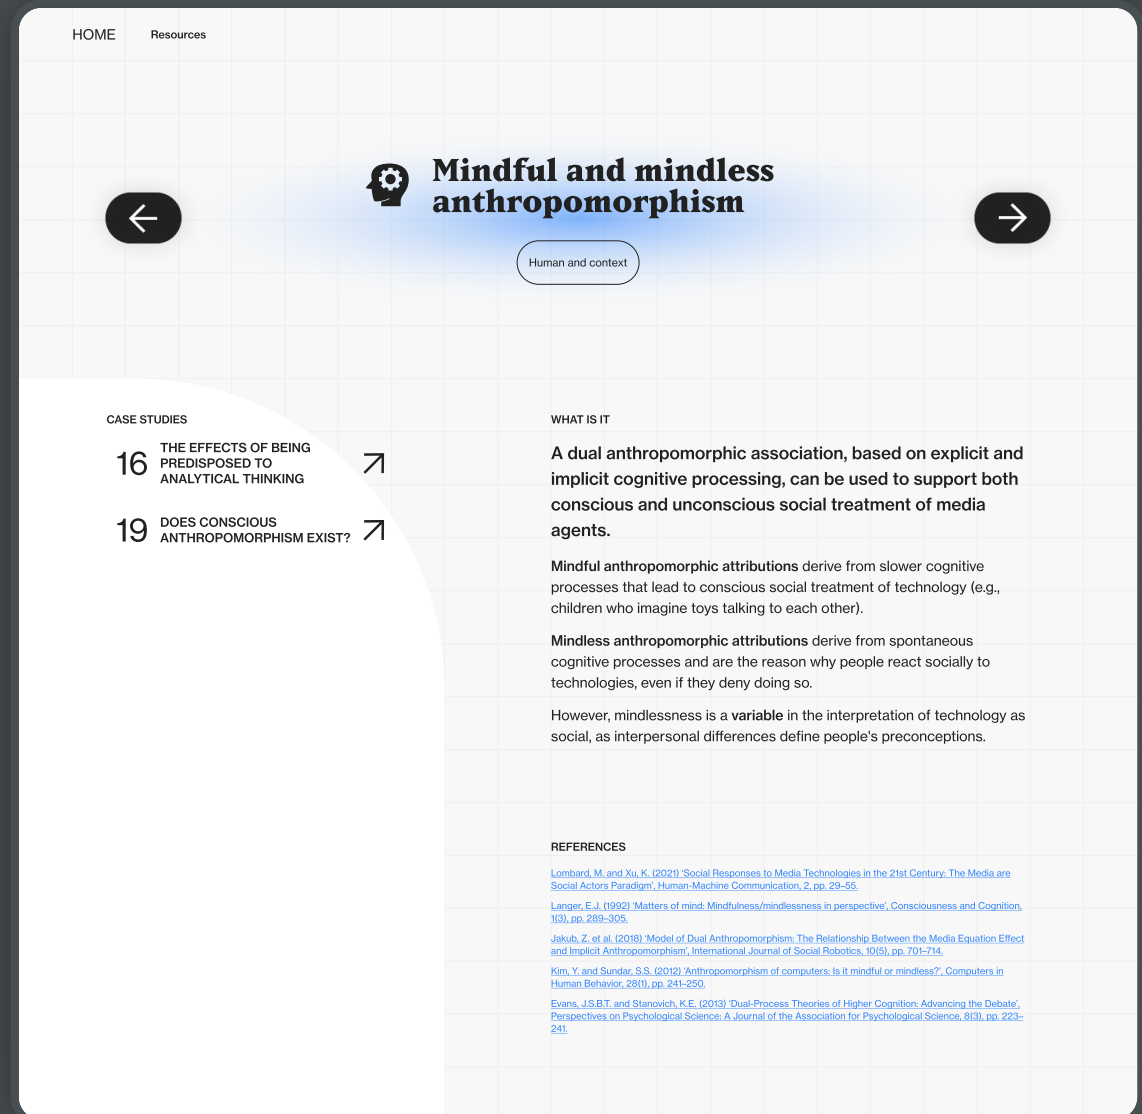 HOME
Resources
Mindful and mindless
anthropomorphism
Human and context
CASE STUDIES
16
THE EFFECTS OF BEING
PREDISPOSED TO
ANALYTICAL THINKING
19
DOES CONSCIOUS
ANTHROPOMORPHISM EXIST?
WHAT IS IT
A dual anthropomorphic association, based on explicit and
implicit cognitive processing, can be used to support both
conscious and unconscious social treatment of media
agents.
Mindful anthropomorphic attributions derive from slower cognitive
processes that lead to conscious social treatment of technology (e.g.,
children who imagine toys talking to each other).
Mindless anthropomorphic attributions derive from spontaneous
cognitive processes and are the reason why people react socially to
technologies, even if they deny doing so.
However, mindlessness is a variable in the interpretation of technology as
social, as interpersonal differences define people's preconceptions.
REFERENCES
Lombard, M. and Xu, K. (2021) ‘Social Responses to Media Technologies in the 21st Century: The Media are
Social Actors Paradigm’, Human-Machine Communication, 2, pp. 29–55.
Langer, E.J. (1992) ‘Matters of mind: Mindfulness/mindlessness in perspective’, Consciousness and Cognition,
1(3), pp. 289–305.
Jakub, Z. et al. (2018) ‘Model of Dual Anthropomorphism: The Relationship Between the Media Equation Effect
and Implicit Anthropomorphism’, International Journal of Social Robotics, 10(5), pp. 701–714.
Kim, Y. and Sundar, S.S. (2012) ‘Anthropomorphism of computers: Is it mindful or mindless?’, Computers in
Human Behavior, 28(1), pp. 241–250.
Evans, J.S.B.T. and Stanovich, K.E. (2013) ‘Dual-Process Theories of Higher Cognition: Advancing the Debate’,
Perspectives on Psychological Science: A Journal of the Association for Psychological Science, 8(3), pp. 223–
241.